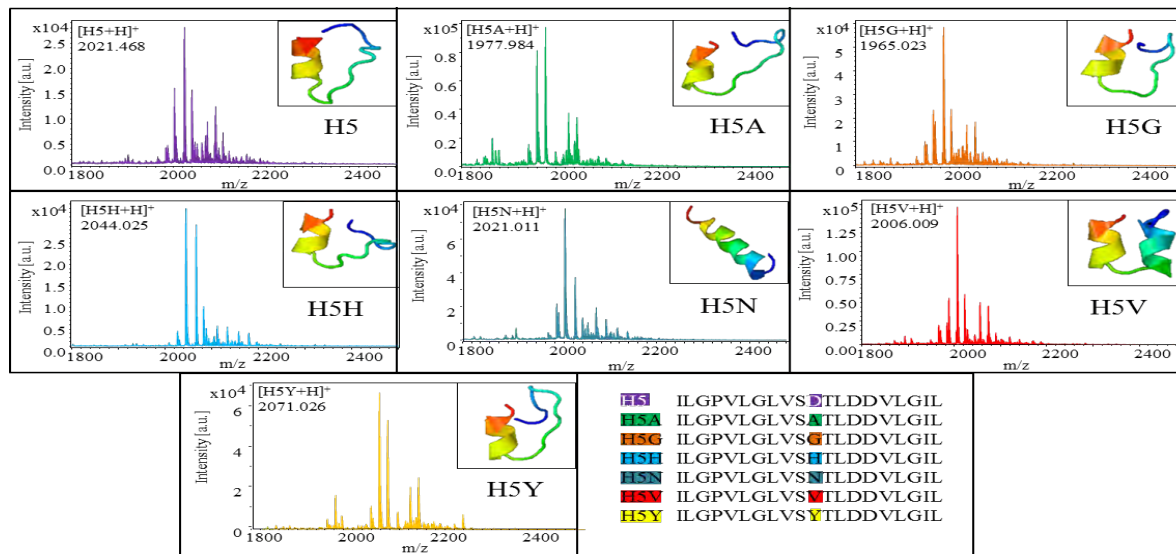 x10⁴
[H5+H]⁺
2021.468
Intensity [a.u.]
2.5
2.0
1.5
1.0
0.5
0.0
H5
1800 2000 2200 2400
m/z
x10⁵
[H5A+H]⁺
1977.984
Intensity [a.u.]
0.8
0.6
0.4
0.2
0.0
H5A
1800 2000 2200 2400
m/z
x10⁴
[H5G+H]⁺
1965.023
Intensity [a.u.]
5
4
3
2
1
0
H5G
1800 2000 2200 2400
m/z
x10⁴
[H5H+H]⁺
2044.025
Intensity [a.u.]
2.5
2.0
1.5
1.0
0.5
0.0
H5H
1800 2000 2200 2400
m/z
x10⁴
[H5N+H]⁺
2021.011
Intensity [a.u.]
6
4
2
0
H5N
1800 2000 2200 2400
m/z
x10⁵
[H5V+H]⁺
2006.009
Intensity [a.u.]
1.25
1.00
0.75
0.50
0.25
0.00
H5V
1800 2000 2200 2400
m/z
x10⁴
[H5Y+H]⁺
2071.026
Intensity [a.u.]
6
4
2
0
H5Y
1800 2000 2200 2400
m/z
H5 ILGPVLGLVSDTLDDVLGIL
H5A ILGPVLGLVSATLDDVLGIL
H5G ILGPVLGLVSGTLDDVLGIL
H5H ILGPVLGLVSHTLDDVLGIL
H5N ILGPVLGLVSNTLDDVLGIL
H5V ILGPVLGLVSVTLDDVLGIL
H5Y ILGPVLGLVSYTLDDVLGIL